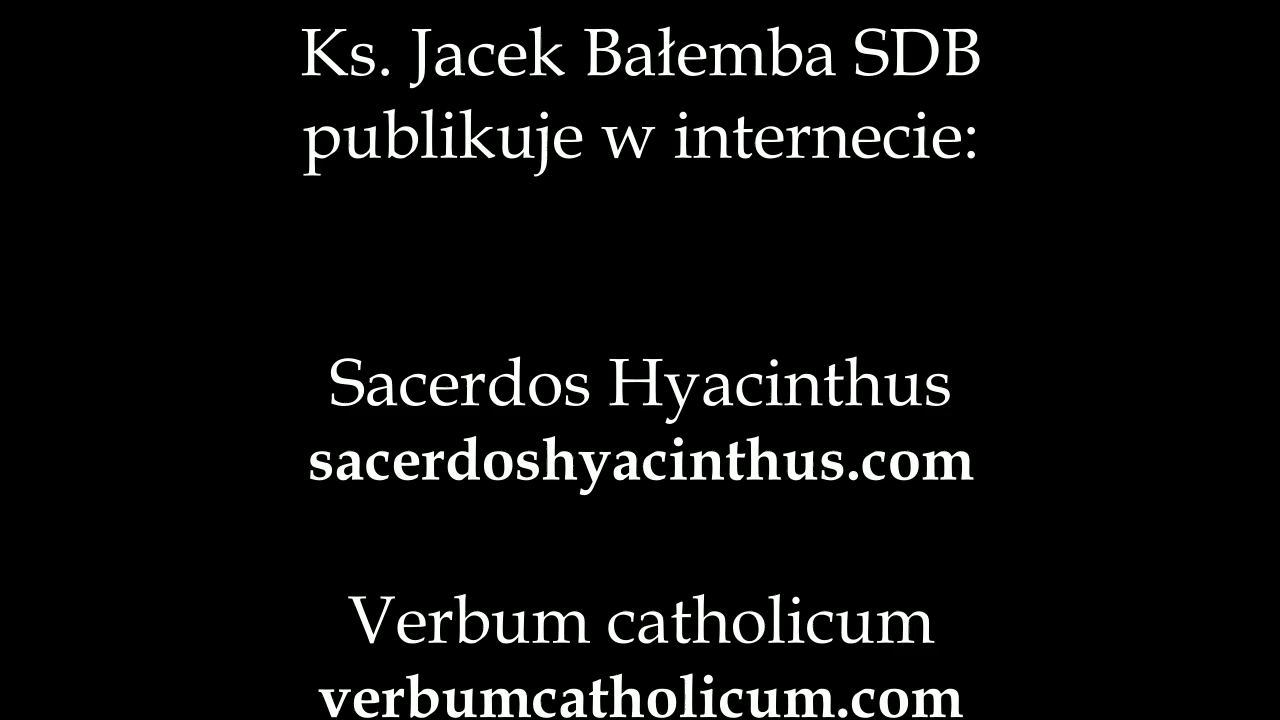 Ks. Jacek Bałemba SDB
publikuje w internecie:
Sacerdos Hyacinthus
sacerdoshyacinthus.com
Verbum catholicum
verbumcatholicum.com